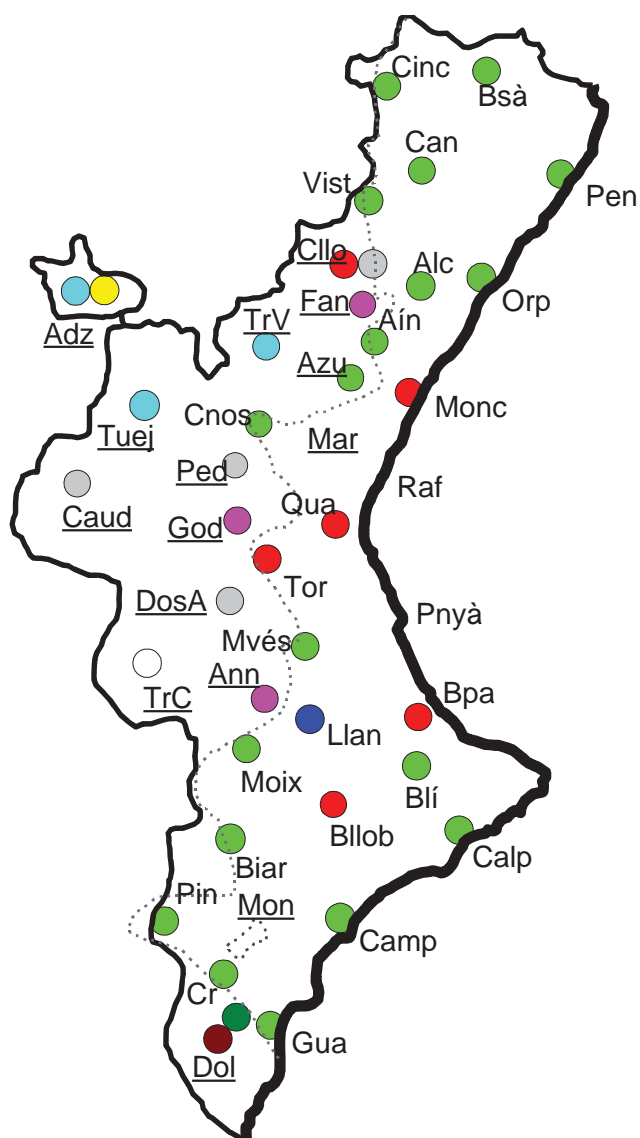 Cinc
Bsà
Can
Vist
Pen
Cllo
Alc
Fan
Orp
TrV
Aín
Adz
Azu
Monc
Tuej
Cnos
Mar
Ped
Raf
Caud
Qua
God
Tor
DosA
Pnyà
Mvés
Ann
TrC
Bpa
Llan
Moix
Blí
Bllob
Calp
Biar
Pin
Mon
Camp
Cr
Gua
Dol